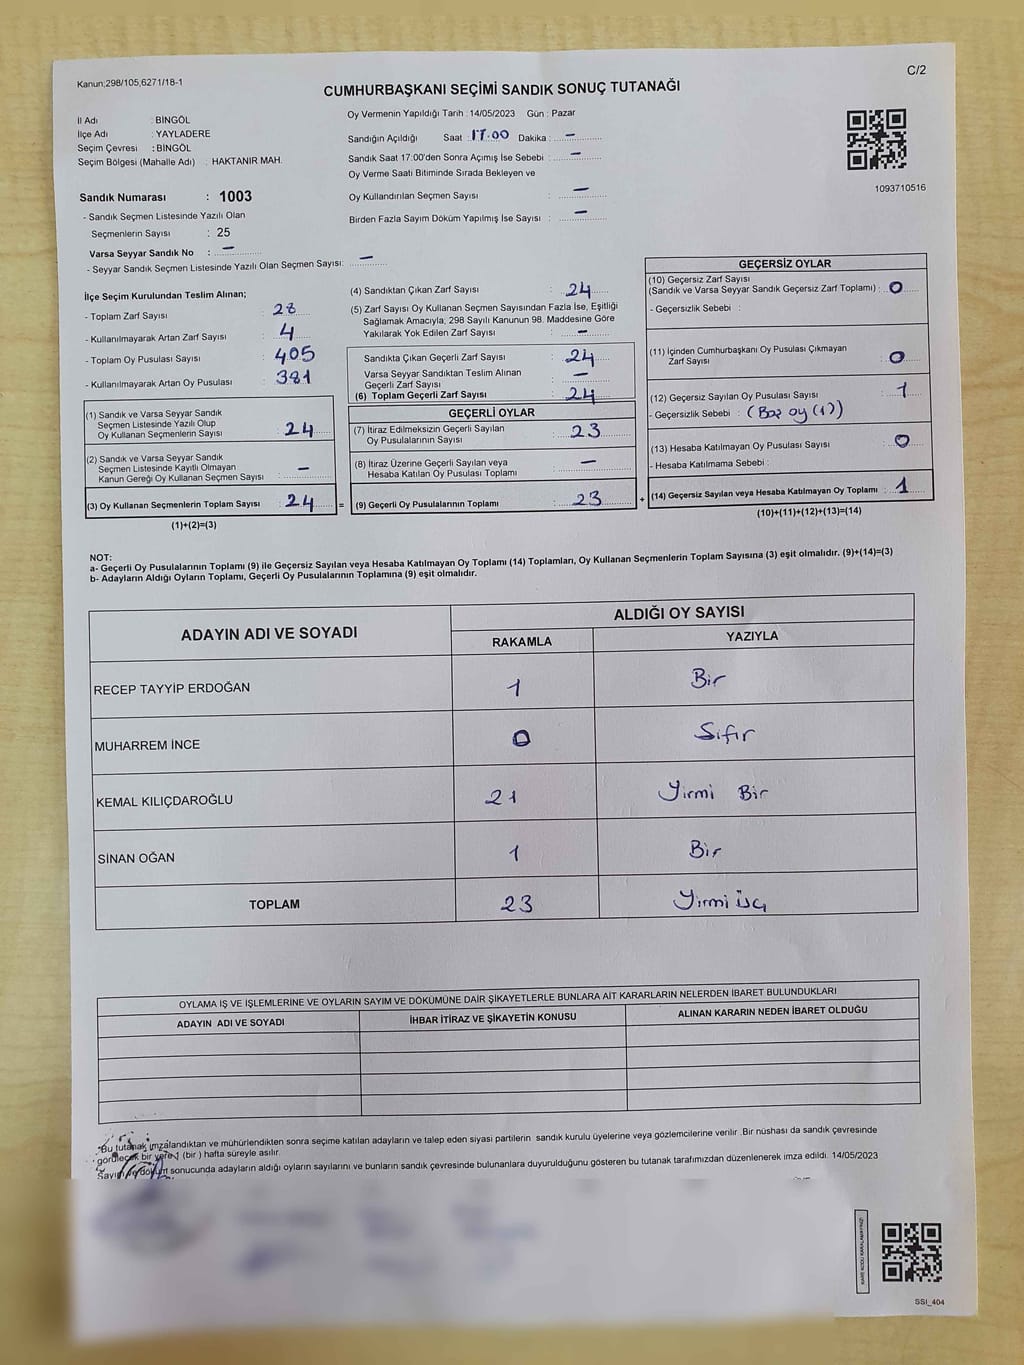 Kanun;298/105,6271/18-1
C/2
CUMHURBAŞKANI SEÇİMİ SANDIK SONUÇ TUTANAĞI
İl Adı : BİNGÖL
İlçe Adı : YAYLADERE
Seçim Çevresi : BİNGÖL
Seçim Bölgesi (Mahalle Adı) : HAKTANIR MAH.
Oy Vermenin Yapıldığı Tarih : 14/05/2023 Gün : Pazar
Sandığın Açıldığı Saat : 17.00 Dakika : —
Sandık Saat 17:00'den Sonra Açımış İse Sebebi : —
Oy Verme Saati Bitiminde Sırada Bekleyen ve
Oy Kullandırılan Seçmen Sayısı : —
Birden Fazla Sayım Döküm Yapılmış İse Sayısı : —
1093710516
Sandık Numarası : 1003
- Sandık Seçmen Listesinde Yazılı Olan
Seçmenlerin Sayısı : 25
Varsa Seyyar Sandık No : —
- Seyyar Sandık Seçmen Listesinde Yazılı Olan Seçmen Sayısı: —
İlçe Seçim Kurulundan Teslim Alınan;
- Toplam Zarf Sayısı : 28
- Kullanılmayarak Artan Zarf Sayısı : 4
- Toplam Oy Pusulası Sayısı : 405
- Kullanılmayarak Artan Oy Pusulası : 381
(1) Sandık ve Varsa Seyyar Sandık
Seçmen Listesinde Yazılı Olup
Oy Kullanan Seçmenlerin Sayısı : 24
(2) Sandık ve Varsa Seyyar Sandık
Seçmen Listesinde Kayıtlı Olmayan
Kanun Gereği Oy Kullanan Seçmen Sayısı : —
(3) Oy Kullanan Seçmenlerin Toplam Sayısı : 24 =
(1)+(2)=(3)
(4) Sandıktan Çıkan Zarf Sayısı : 24
(5) Zarf Sayısı Oy Kullanan Seçmen Sayısından Fazla İse, Eşitliği
Sağlamak Amacıyla; 298 Sayılı Kanunun 98. Maddesine Göre
Yakılarak Yok Edilen Zarf Sayısı : —
Sandıkta Çıkan Geçerli Zarf Sayısı : 24
Varsa Seyyar Sandıktan Teslim Alınan
Geçerli Zarf Sayısı : —
(6) Toplam Geçerli Zarf Sayısı : 24
GEÇERLİ OYLAR
(7) İtiraz Edilmeksizin Geçerli Sayılan
Oy Pusulalarının Sayısı : 23
(8) İtiraz Üzerine Geçerli Sayılan veya
Hesaba Katılan Oy Pusulası Toplamı : —
(9) Geçerli Oy Pusulalarının Toplamı : 23 +
GEÇERSİZ OYLAR
(10) Geçersiz Zarf Sayısı
(Sandık ve Varsa Seyyar Sandık Geçersiz Zarf Toplamı) : 0
- Geçersizlik Sebebi :
(11) İçinden Cumhurbaşkanı Oy Pusulası Çıkmayan
Zarf Sayısı : 0
(12) Geçersiz Sayılan Oy Pusulası Sayısı : 1
- Geçersizlik Sebebi : (Boş oy (1))
(13) Hesaba Katılmayan Oy Pusulası Sayısı : 0
- Hesaba Katılmama Sebebi :
(14) Geçersiz Sayılan veya Hesaba Katılmayan Oy Toplamı : 1
(10)+(11)+(12)+(13)=(14)
NOT:
a- Geçerli Oy Pusulalarının Toplamı (9) ile Geçersiz Sayılan veya Hesaba Katılmayan Oy Toplamı (14) Toplamları, Oy Kullanan Seçmenlerin Toplam Sayısına (3) eşit olmalıdır. (9)+(14)=(3)
b- Adayların Aldığı Oyların Toplamı, Geçerli Oy Pusulalarının Toplamına (9) eşit olmalıdır.
ADAYIN ADI VE SOYADI
ALDIĞI OY SAYISI
RAKAMLA YAZIYLA
RECEP TAYYİP ERDOĞAN 1 Bir
MUHARREM İNCE 0 Sıfır
KEMAL KILIÇDAROĞLU 21 Yirmi Bir
SİNAN OĞAN 1 Bir
TOPLAM 23 Yirmi üç
OYLAMA İŞ VE İŞLEMLERİNE VE OYLARIN SAYIM VE DÖKÜMÜNE DAİR ŞİKAYETLERLE BUNLARA AİT KARARLARIN NELERDEN İBARET BULUNDUKLARI
ADAYIN ADI VE SOYADI İHBAR İTİRAZ VE ŞİKAYETİN KONUSU ALINAN KARARIN NEDEN İBARET OLDUĞU
Bu tutanak imzalandıktan ve mühürlendikten sonra seçime katılan adayların ve talep eden siyasi partilerin sandık kurulu üyelerine veya gözlemcilerine verilir .Bir nüshası da sandık çevresinde
görülecek bir yere 1 (bir ) hafta süreyle asılır.
Sayım ve döküm sonucunda adayların aldığı oyların sayılarını ve bunların sandık çevresinde bulunanlara duyurulduğunu gösteren bu tutanak tarafımızdan düzenlenerek imza edildi. 14/05/2023
KARE KODU KARALAMAYINIZ!
SSI_404